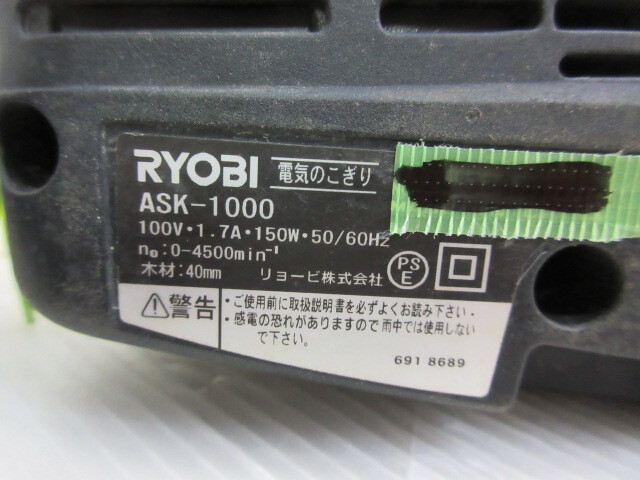 RYOBI 電気のこぎり
ASK-1000
100V・1.7A・150W・50/60Hz
n₀:0-4500min⁻¹
木材:40mm リョービ株式会社 PSE
警告
・ご使用前に取扱説明書を必ずよくお読み下さい・
・感電の恐れがありますので雨中では使用しない
で下さい。
691 8689